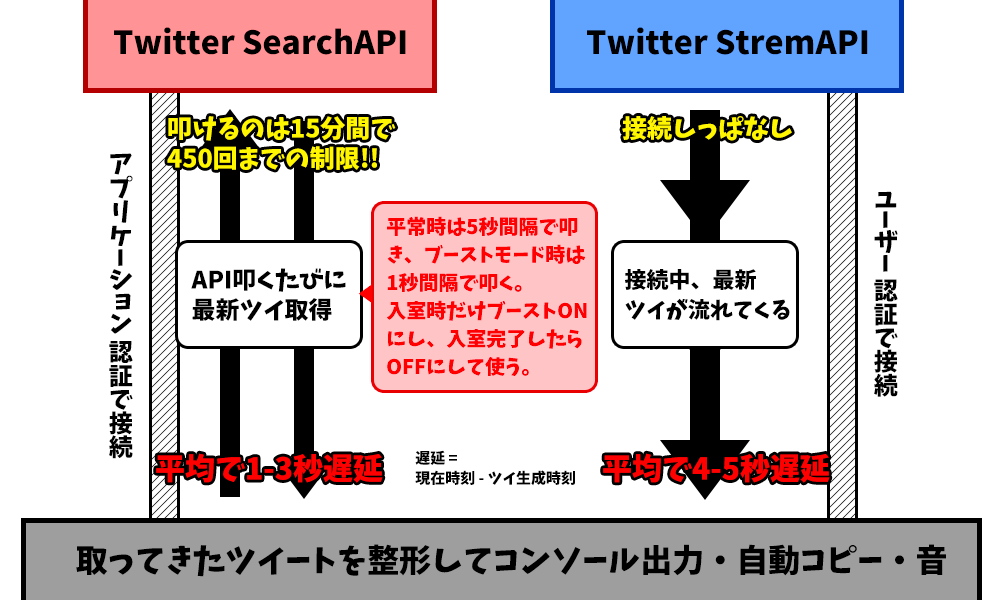 Twitter SearchAPI
Twitter StremAPI
叩けるのは15分間で
450回までの制限!!
接続しっぱなし
アプリケーション 認証で接続
ユーザー 認証で接続
API叩くたびに
最新ツイ取得
平常時は5秒間隔で叩
き、ブーストモード時は
1秒間隔で叩く。
入室時だけブーストON
にし、入室完了したら
OFFにして使う。
接続中、最新
ツイが流れてくる
平均で1-3秒遅延
遅延 =
現在時刻 - ツイ生成時刻
平均で4-5秒遅延
取ってきたツイートを整形してコンソール出力・自動コピー・音